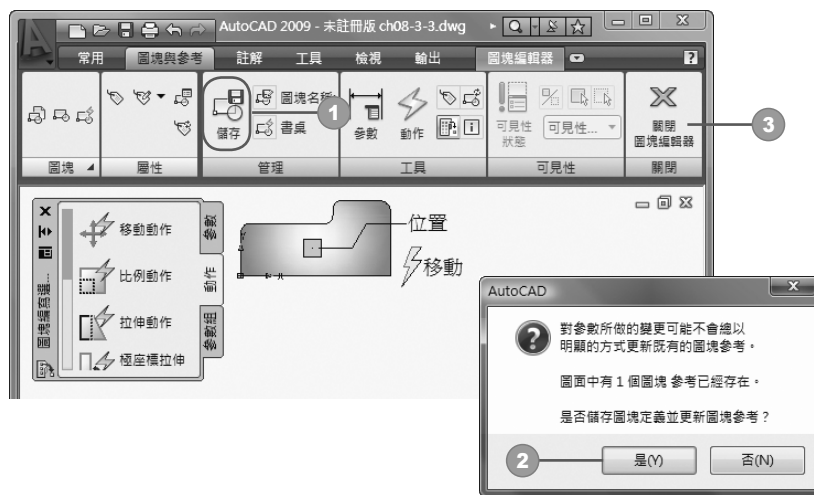 AutoCAD 2009 - 未註冊版 ch08-3-3.dwg
常用 圖塊與參考 註解 工具 檢視 輸出 圖塊編輯器
?
儲存
圖塊名稱
書桌
1
參數
動作
可見性
狀態
可見性...
關閉
圖塊編輯器
3
圖塊 屬性 管理 工具 可見性 關閉
移動動作
比例動作
拉伸動作
極座標拉伸
參數
動作
參數組
圖塊編寫選...
位置
移動
AutoCAD
對參數所做的變更可能不會總以
明顯的方式更新既有的圖塊參考。
圖面中有 1 個圖塊 參考已經存在。
是否儲存圖塊定義並更新圖塊參考？
2
是(Y)
否(N)